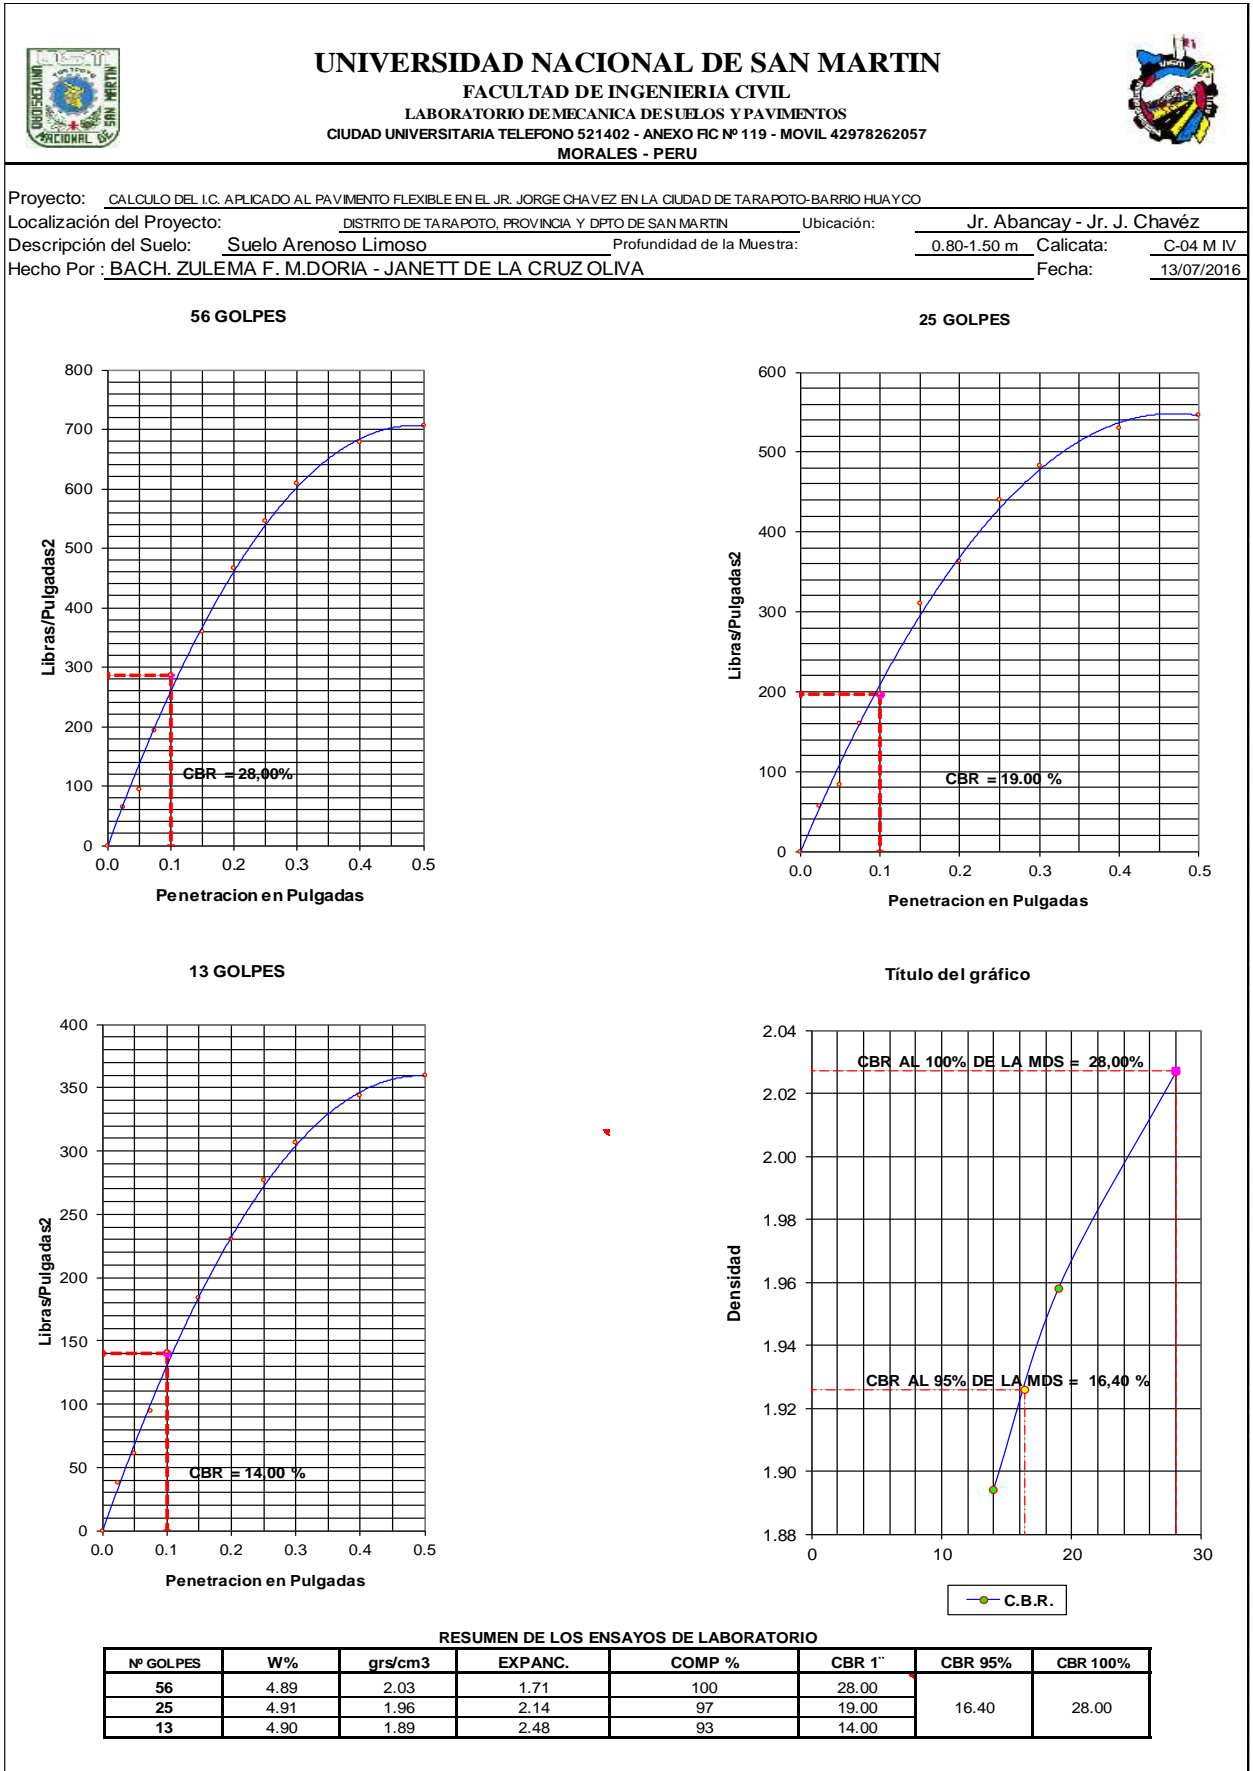 UNIVERSIDAD NACIONAL DE SAN MARTIN
FACULTAD DE INGENIERIA CIVIL
LABORATORIO DE MECANICA DE SUELOS Y PAVIMENTOS
CIUDAD UNIVERSITARIA TELEFONO 521402 - ANEXO FIC Nº 119 - MOVIL 42978262057
MORALES - PERU
Proyecto: CALCULO DEL I.C. APLICADO AL PAVIMENTO FLEXIBLE EN EL JR. JORGE CHAVEZ EN LA CIUDAD DE TARAPOTO-BARRIO HUAYCO
Localización del Proyecto: DISTRITO DE TARAPOTO, PROVINCIA Y DPTO DE SAN MARTIN Ubicación: Jr. Abancay - Jr. J. Chavéz
Descripción del Suelo: Suelo Arenoso Limoso Profundidad de la Muestra: 0.80-1.50 m Calicata: C-04 M IV
Hecho Por : BACH. ZULEMA F. M.DORIA - JANETT DE LA CRUZ OLIVA Fecha: 13/07/2016
56 GOLPES
800
700
600
500
400
300
200
100
0
Libras/Pulgadas2
CBR = 28,00%
0.0 0.1 0.2 0.3 0.4 0.5
Penetracion en Pulgadas
25 GOLPES
600
500
400
300
200
100
0
Libras/Pulgadas2
CBR = 19.00 %
0.0 0.1 0.2 0.3 0.4 0.5
Penetracion en Pulgadas
13 GOLPES
400
350
300
250
200
150
100
50
0
Libras/Pulgadas2
CBR = 14.00 %
0.0 0.1 0.2 0.3 0.4 0.5
Penetracion en Pulgadas
Título del gráfico
2.04
2.02
2.00
1.98
1.96
1.94
1.92
1.90
1.88
Densidad
CBR AL 100% DE LA MDS = 28,00%
CBR AL 95% DE LA MDS = 16,40 %
0 10 20 30
C.B.R.
RESUMEN DE LOS ENSAYOS DE LABORATORIO
Nº GOLPES W% grs/cm3 EXPANC. COMP % CBR 1¨ CBR 95% CBR 100%
56 4.89 2.03 1.71 100 28.00
25 4.91 1.96 2.14 97 19.00 16.40 28.00
13 4.90 1.89 2.48 93 14.00